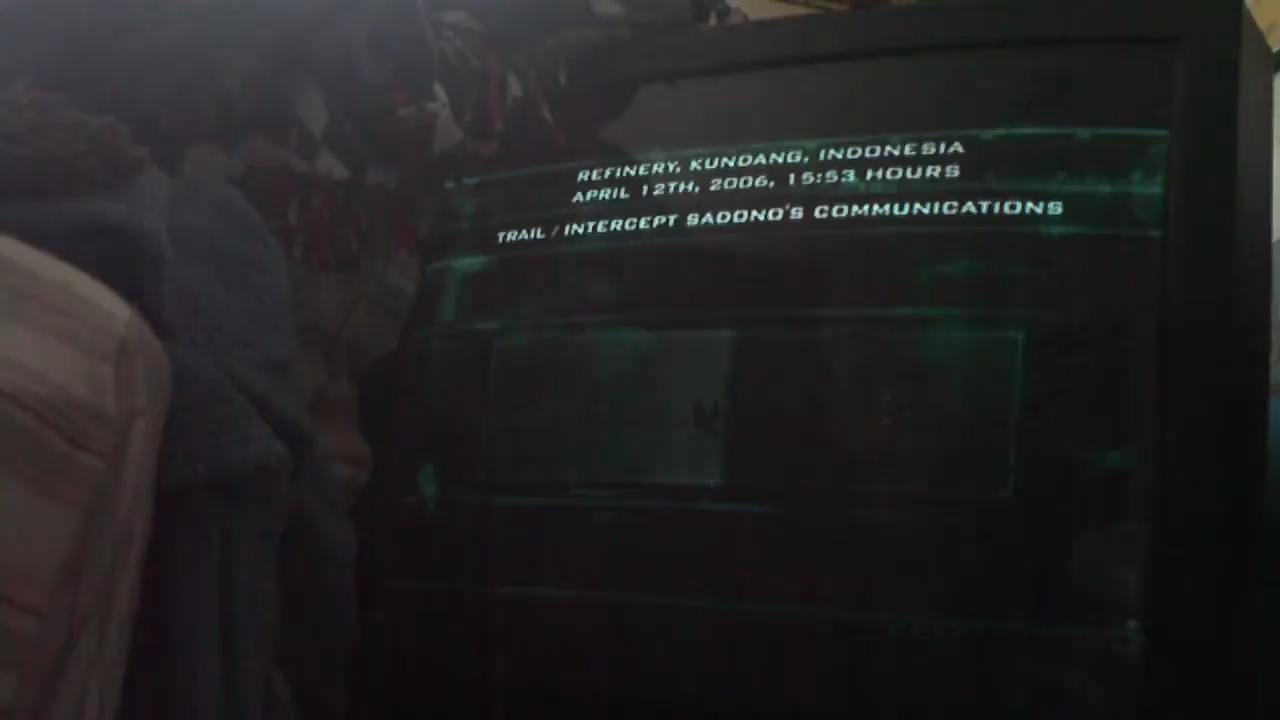 REFINERY, KUNDANG, INDONESIA
APRIL 12TH, 2006, 15:53 HOURS
TRAIL / INTERCEPT SADONO'S COMMUNICATIONS